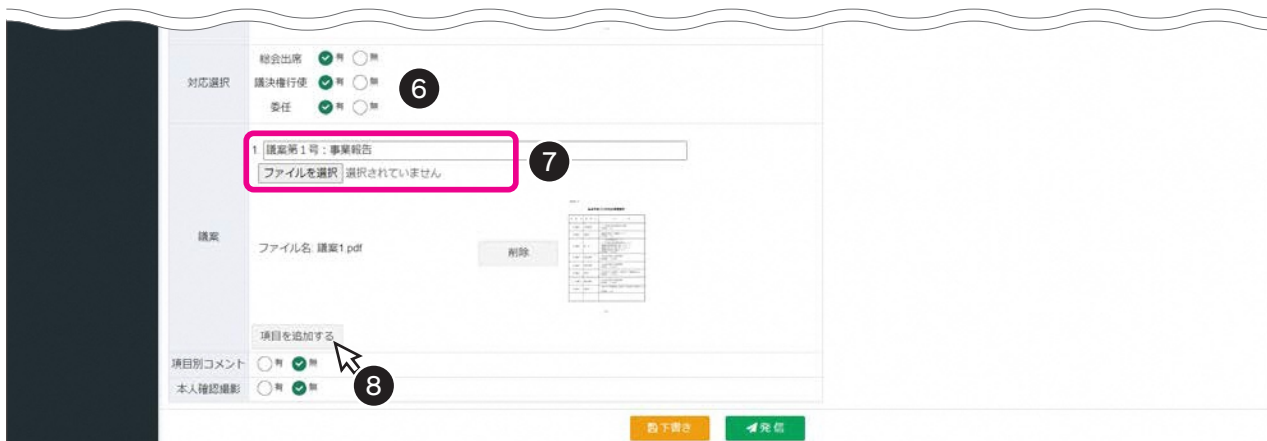 総会出席 有 無
対応選択 議決権行使 有 無 6
委任 有 無
1. 議案第1号：事業報告
ファイルを選択 選択されていません 7
議案 ファイル名 議案1.pdf 削除
項目を追加する
項目別コメント 有 無
本人確認撮影 有 無 8
下書き 発信